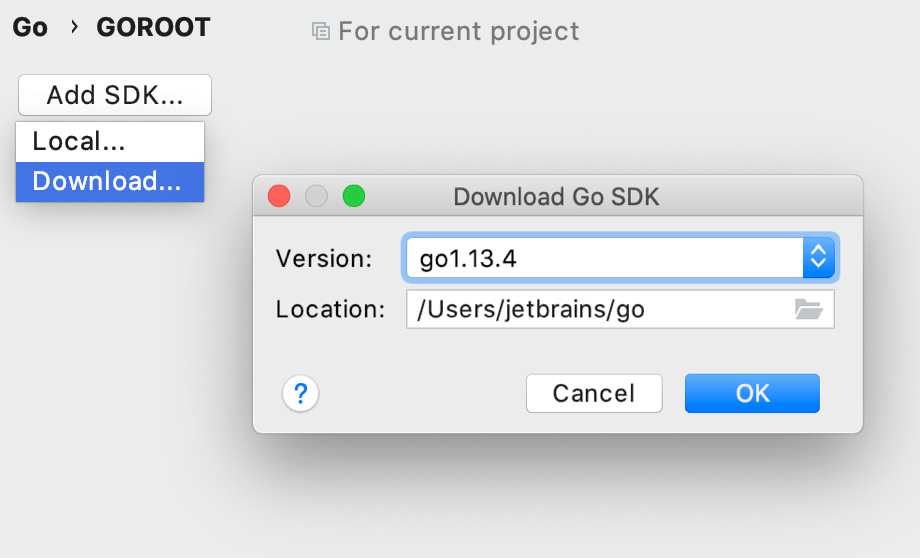 Go › GOROOT For current project
Add SDK...
Local...
Download...
Download Go SDK
Version: go1.13.4
Location: /Users/jetbrains/go
? Cancel OK